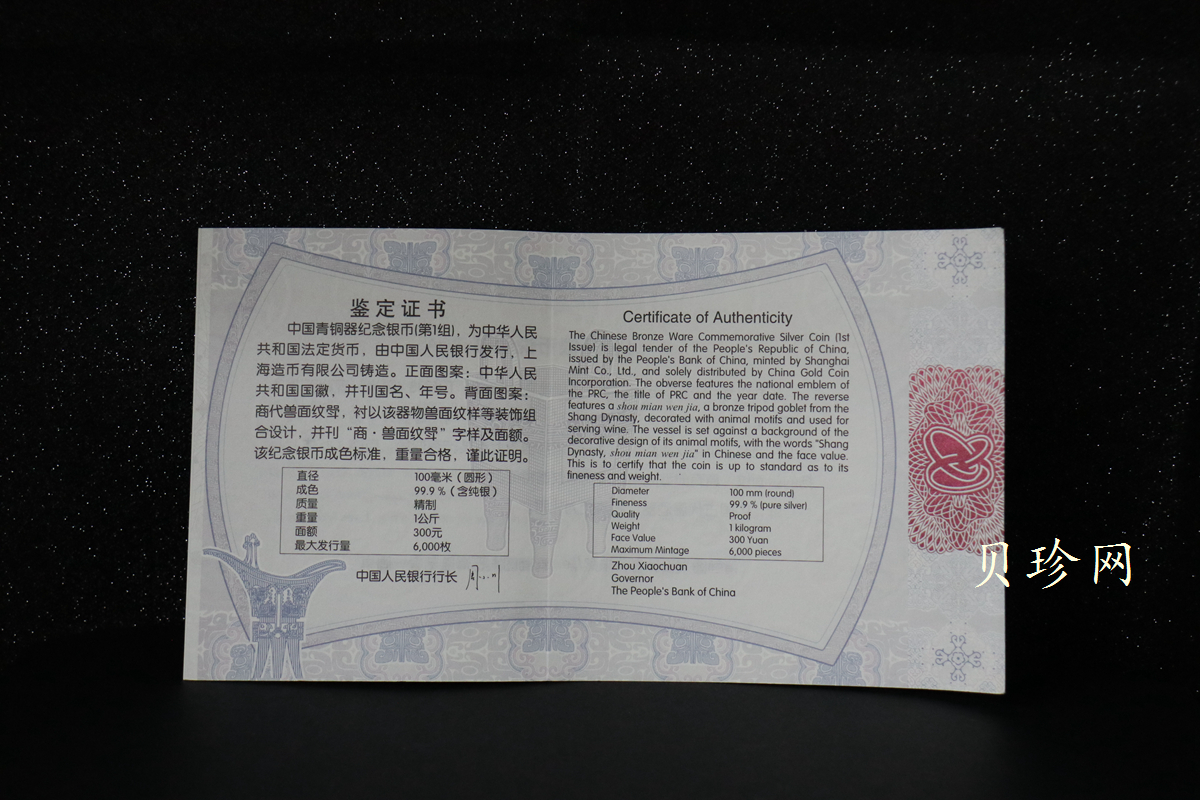 鉴定证书
中国青铜器纪念银币(第1组)，为中华人民
共和国法定货币，由中国人民银行发行，上
海造币有限公司铸造。正面图案：中华人民
共和国国徽，并刊国名、年号。背面图案：
商代兽面纹斝，衬以该器物兽面纹样等装饰组
合设计，并刊“商·兽面纹斝”字样及面额。
该纪念银币成色标准，重量合格，谨此证明。
直径 100毫米（圆形）
成色 99.9％（含纯银）
质量 精制
重量 1公斤
面额 300元
最大发行量 6,000枚
中国人民银行行长
Certificate of Authenticity
The Chinese Bronze Ware Commemorative Silver Coin (1st
Issue) is legal tender of the People's Republic of China,
issued by the People's Bank of China, minted by Shanghai
Mint Co., Ltd., and solely distributed by China Gold Coin
Incorporation. The obverse features the national emblem of
the PRC, the title of PRC and the year date. The reverse
features a shou mian wen jia, a bronze tripod goblet from the
Shang Dynasty, decorated with animal motifs and used for
serving wine. The vessel is set against a background of the
decorative design of its animal motifs, with the words "Shang
Dynasty, shou mian wen jia" in Chinese and the face value.
This is to certify that the coin is up to standard as to its
fineness and weight.
Diameter 100 mm (round)
Fineness 99.9 % (pure silver)
Quality Proof
Weight 1 kilogram
Face Value 300 Yuan
Maximum Mintage 6,000 pieces
Zhou Xiaochuan
Governor
The People's Bank of China
贝珍网